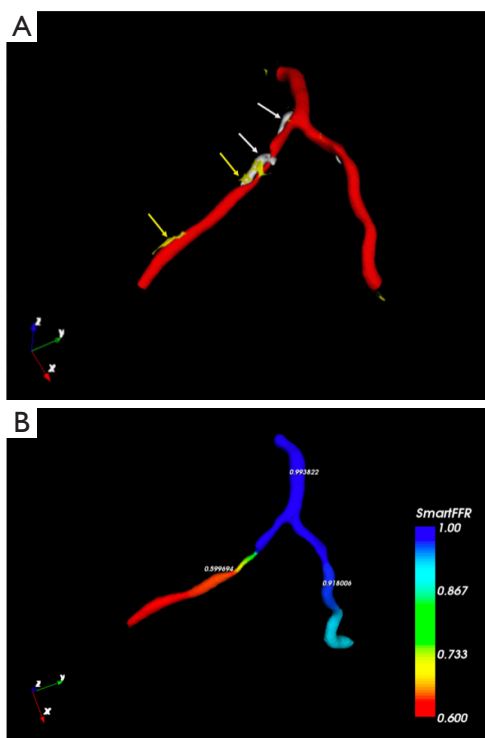 A
z
y
x
B
0.993822
SmartFFR
1.00
0.599694
0.918006
0.867
0.733
z
y
x
0.600